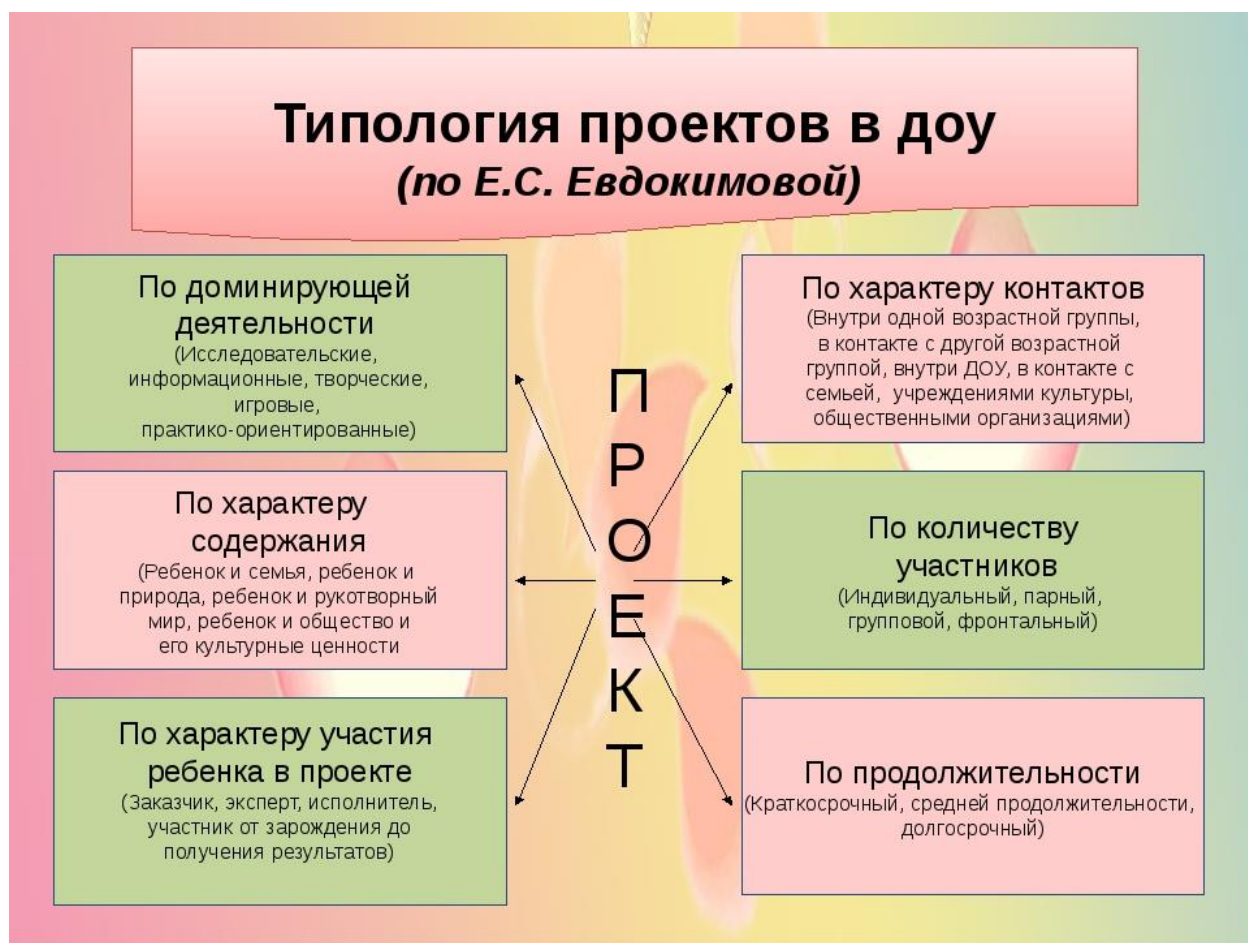 Типология проектов в доу
(по Е.С. Евдокимовой)
По доминирующей
деятельности
(Исследовательские,
информационные, творческие,
игровые,
практико-ориентированные)
По характеру
содержания
(Ребенок и семья, ребенок и
природа, ребенок и рукотворный
мир, ребенок и общество и
его культурные ценности
По характеру участия
ребенка в проекте
(Заказчик, эксперт, исполнитель,
участник от зарождения до
получения результатов)
П
Р
О
Е
К
Т
По характеру контактов
(Внутри одной возрастной группы,
в контакте с другой возрастной
группой, внутри ДОУ, в контакте с
семьей, учреждениями культуры,
общественными организациями)
По количеству
участников
(Индивидуальный, парный,
групповой, фронтальный)
По продолжительности
(Краткосрочный, средней продолжительности,
долгосрочный)